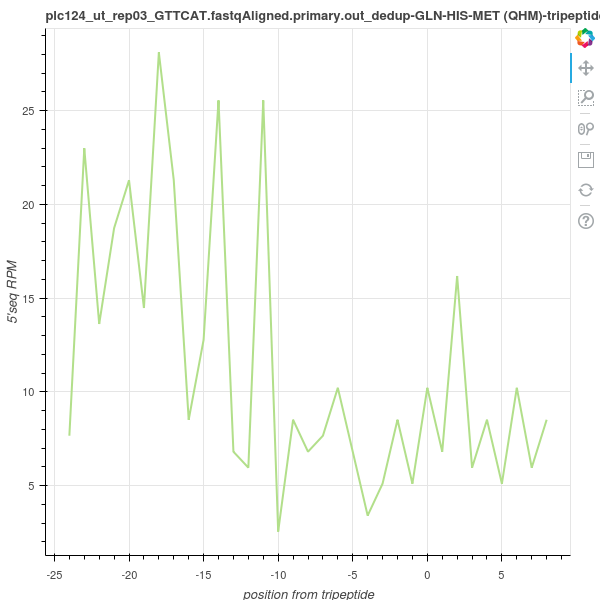 plc124_ut_rep03_GTTCAT.fastqAligned.primary.out_dedup-GLN-HIS-MET (QHM)-tripeptide
25
20
15
10
5
5'seq RPM
-25 -20 -15 -10 -5 0 5
position from tripeptide